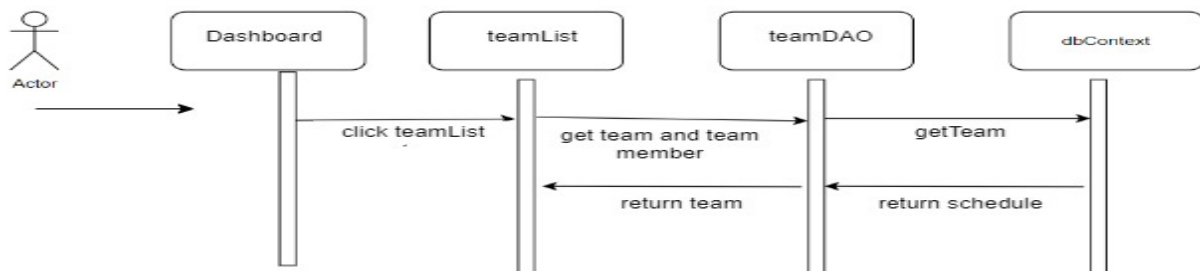 Dashboard
teamList
teamDAO
dbContext
Actor
click teamList
get team and team
member
getTeam
return team
return schedule